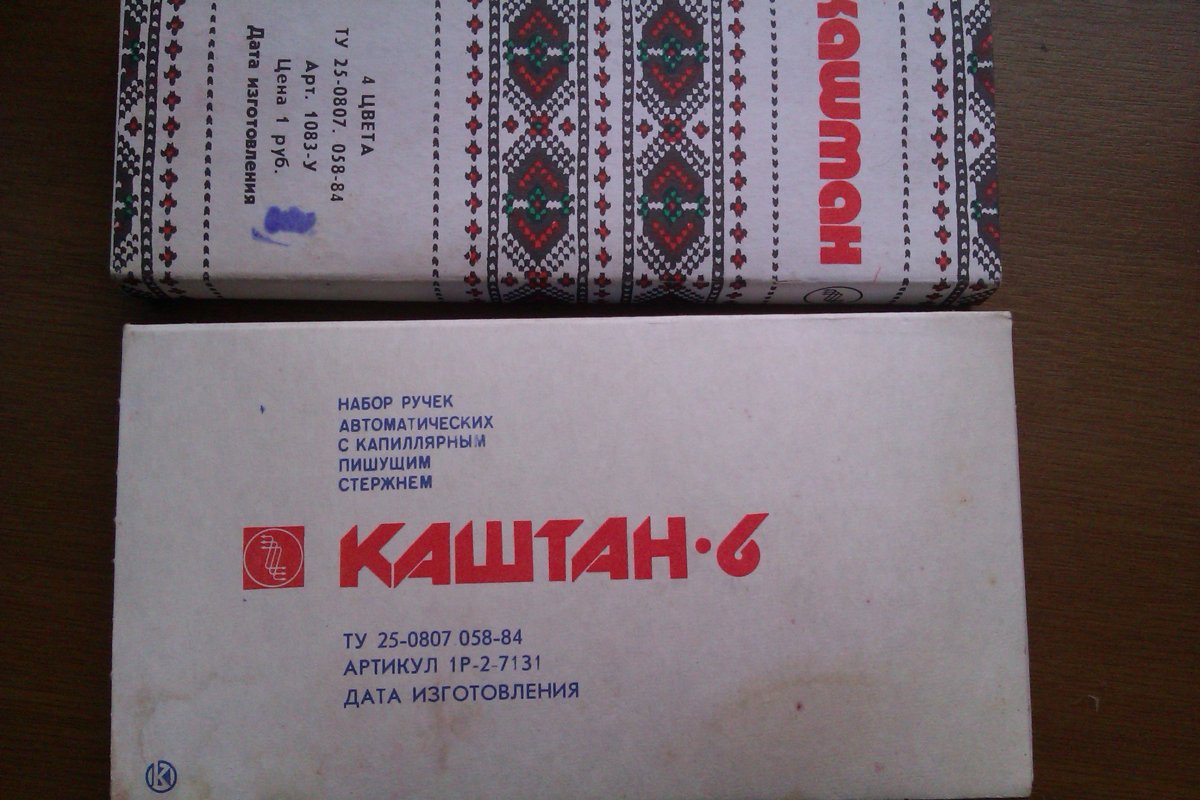 каштан
4 ЦВЕТА
ТУ 25-0807. 058-84
Арт. 1083-У
Цена 1 руб.
Дата изготовления
НАБОР РУЧЕК
АВТОМАТИЧЕСКИХ
С КАПИЛЛЯРНЫМ
ПИШУЩИМ
СТЕРЖНЕМ
КАШТАН·6
ТУ 25-0807 058-84
АРТИКУЛ 1Р-2-7131
ДАТА ИЗГОТОВЛЕНИЯ
К